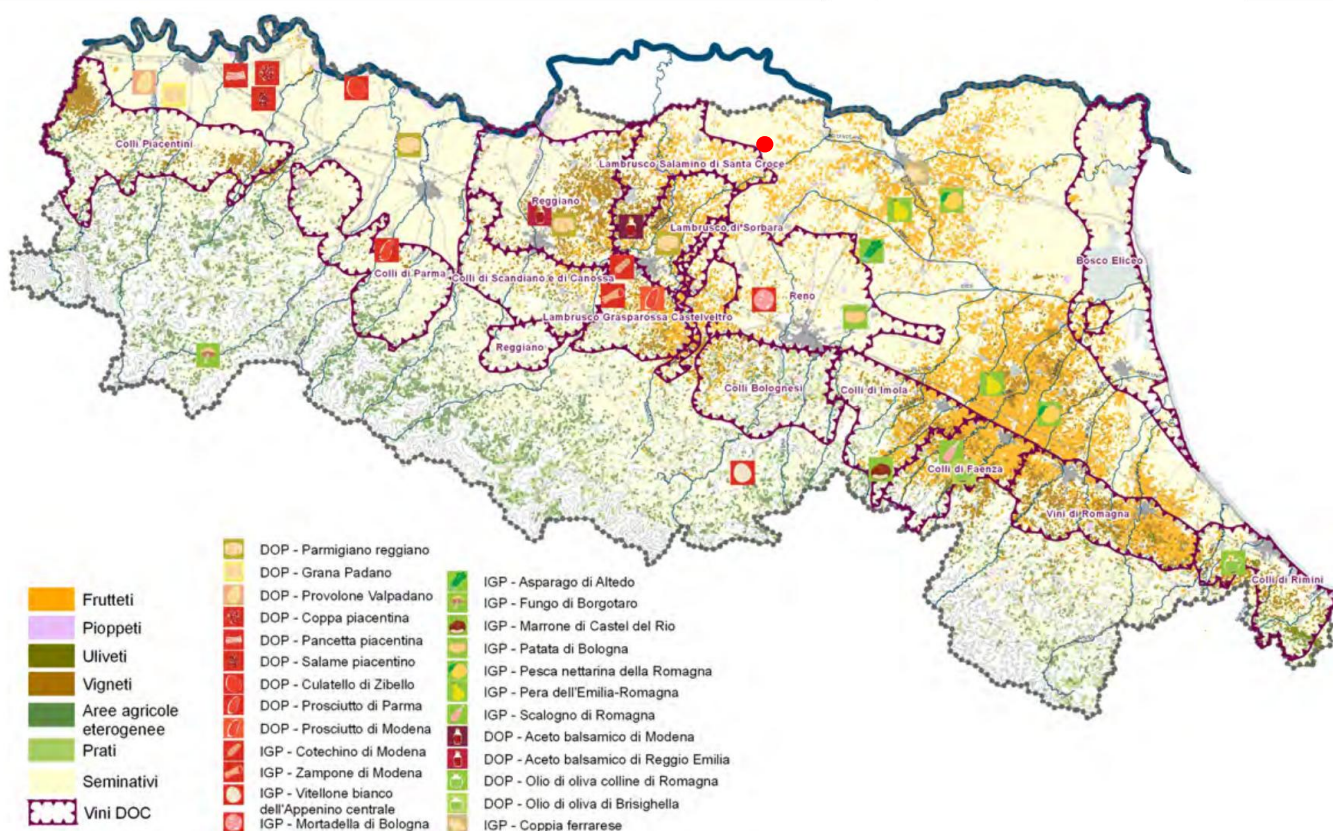 Colli Piacentini
Lambrusco Salamino di Santa Croce
Reggiano
Lambrusco di Sorbara
Colli di Parma
Colli di Scandiano e di Canossa
Bosco Eliceo
Reno
Lambrusco Grasparossa Castelvetro
Reggiano
Colli Bolognesi
Colli di Imola
Colli di Faenza
Vini di Romagna
Colli di Rimini
Frutteti
Pioppeti
Uliveti
Vigneti
Aree agricole
eterogenee
Prati
Seminativi
Vini DOC
DOP - Parmigiano reggiano
DOP - Grana Padano
DOP - Provolone Valpadano
DOP - Coppa piacentina
DOP - Pancetta piacentina
DOP - Salame piacentino
DOP - Culatello di Zibello
DOP - Prosciutto di Parma
DOP - Prosciutto di Modena
IGP - Cotechino di Modena
IGP - Zampone di Modena
IGP - Vitellone bianco
dell'Appenino centrale
IGP - Mortadella di Bologna
IGP - Asparago di Altedo
IGP - Fungo di Borgotaro
IGP - Marrone di Castel del Rio
IGP - Patata di Bologna
IGP - Pesca nettarina della Romagna
IGP - Pera dell'Emilia-Romagna
IGP - Scalogno di Romagna
DOP - Aceto balsamico di Modena
DOP - Aceto balsamico di Reggio Emilia
DOP - Olio di oliva colline di Romagna
DOP - Olio di oliva di Brisighella
IGP - Coppia ferrarese